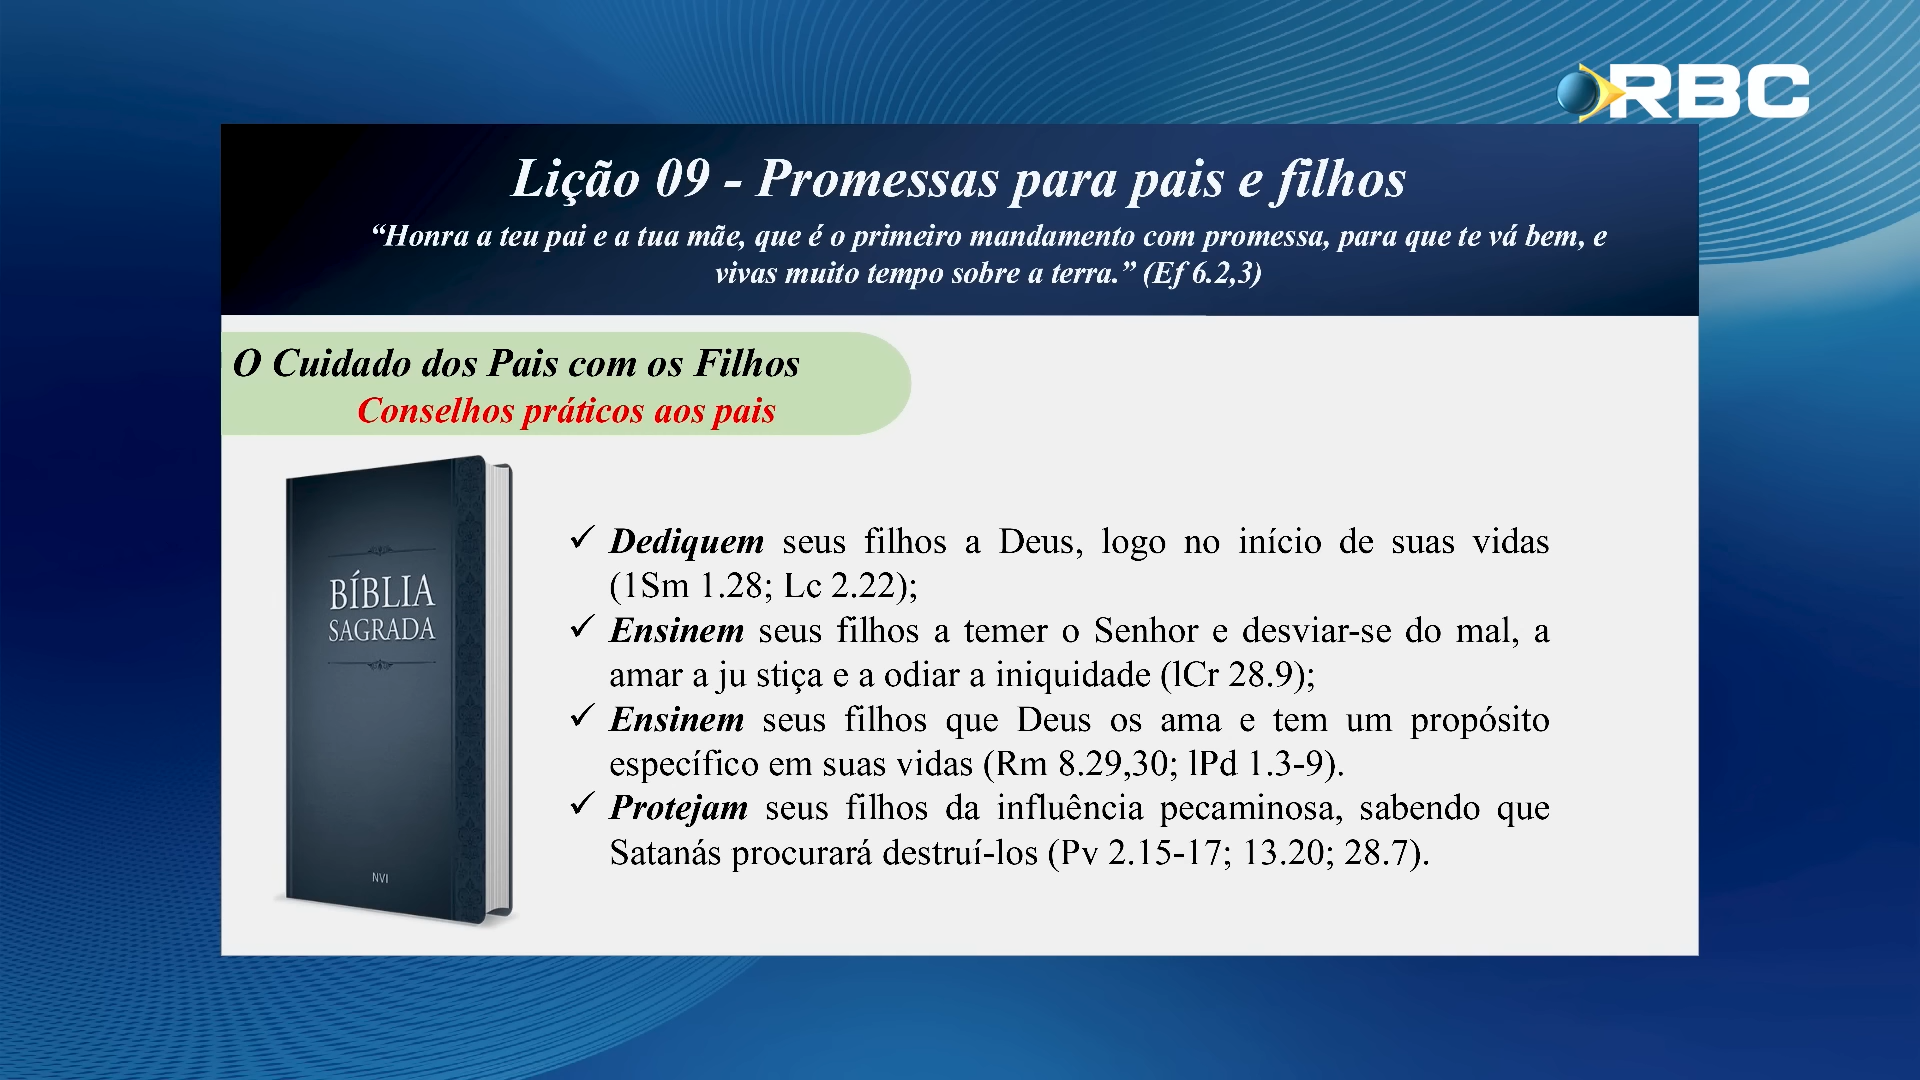 RBC
Lição 09 - Promessas para pais e filhos
“Honra a teu pai e a tua mãe, que é o primeiro mandamento com promessa, para que te vá bem, e
vivas muito tempo sobre a terra.” (Ef 6.2,3)
O Cuidado dos Pais com os Filhos
Conselhos práticos aos pais
BÍBLIA
SAGRADA
NVI
✓ Dediquem seus filhos a Deus, logo no início de suas vidas
(1Sm 1.28; Lc 2.22);
✓ Ensinem seus filhos a temer o Senhor e desviar-se do mal, a
amar a ju stiça e a odiar a iniquidade (lCr 28.9);
✓ Ensinem seus filhos que Deus os ama e tem um propósito
específico em suas vidas (Rm 8.29,30; lPd 1.3-9).
✓ Protejam seus filhos da influência pecaminosa, sabendo que
Satanás procurará destruí-los (Pv 2.15-17; 13.20; 28.7).